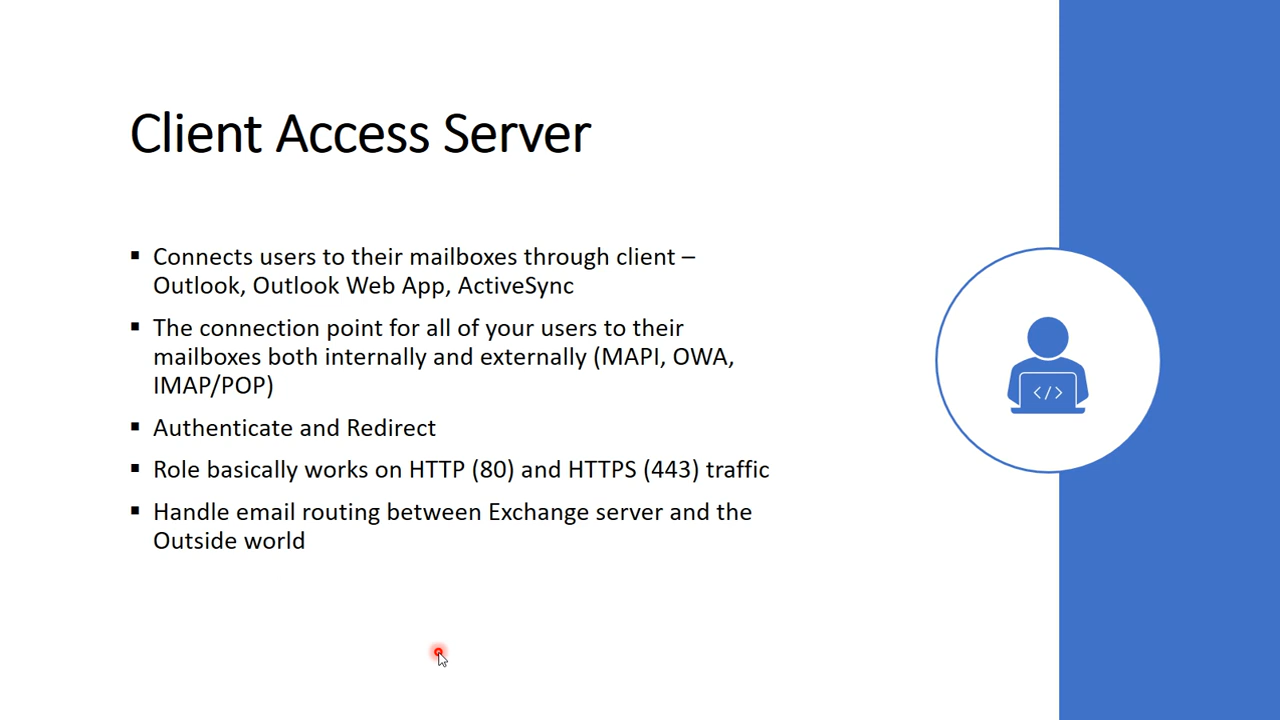 Client Access Server
▪ Connects users to their mailboxes through client –
Outlook, Outlook Web App, ActiveSync
▪ The connection point for all of your users to their
mailboxes both internally and externally (MAPI, OWA,
IMAP/POP)
▪ Authenticate and Redirect
▪ Role basically works on HTTP (80) and HTTPS (443) traffic
▪ Handle email routing between Exchange server and the
Outside world
</>